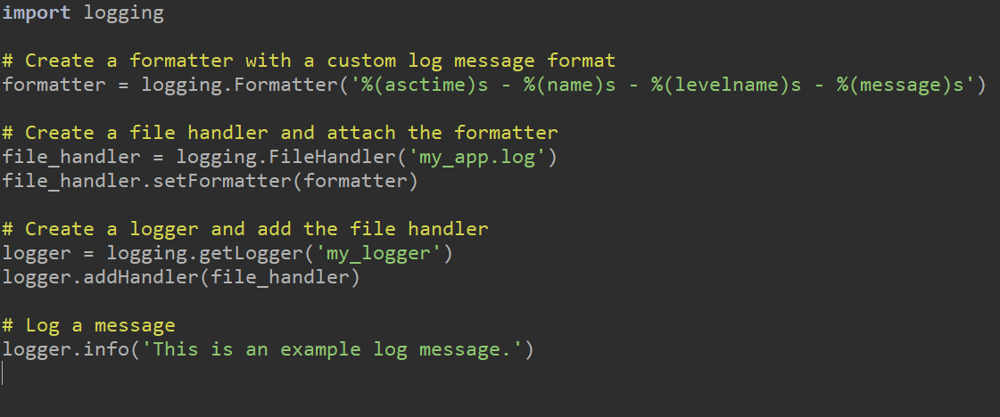 import logging
# Create a formatter with a custom log message format
formatter = logging.Formatter('%(asctime)s - %(name)s - %(levelname)s - %(message)s')
# Create a file handler and attach the formatter
file_handler = logging.FileHandler('my_app.log')
file_handler.setFormatter(formatter)
# Create a logger and add the file handler
logger = logging.getLogger('my_logger')
logger.addHandler(file_handler)
# Log a message
logger.info('This is an example log message.')